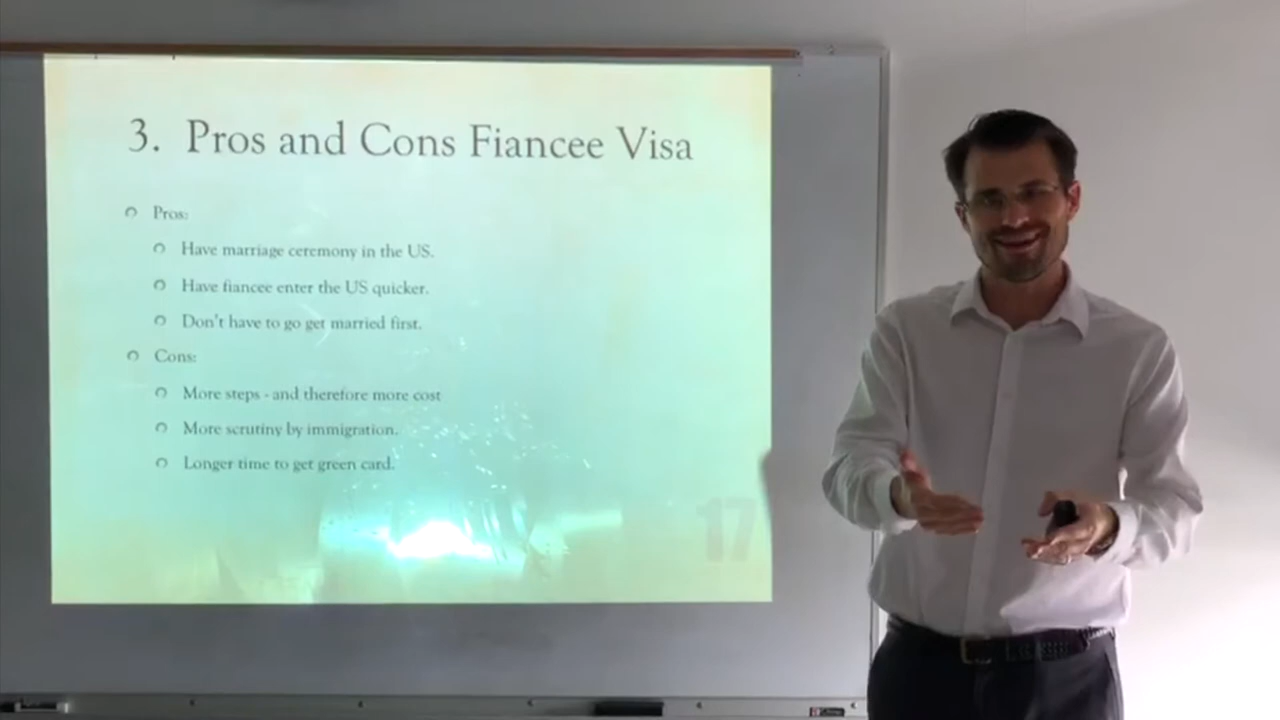 3. Pros and Cons Fiancee Visa
Pros:
Have marriage ceremony in the US.
Have fiancee enter the US quicker.
Don't have to go get married first.
Cons:
More steps - and therefore more cost
More scrutiny by immigration.
Longer time to get green card.
17